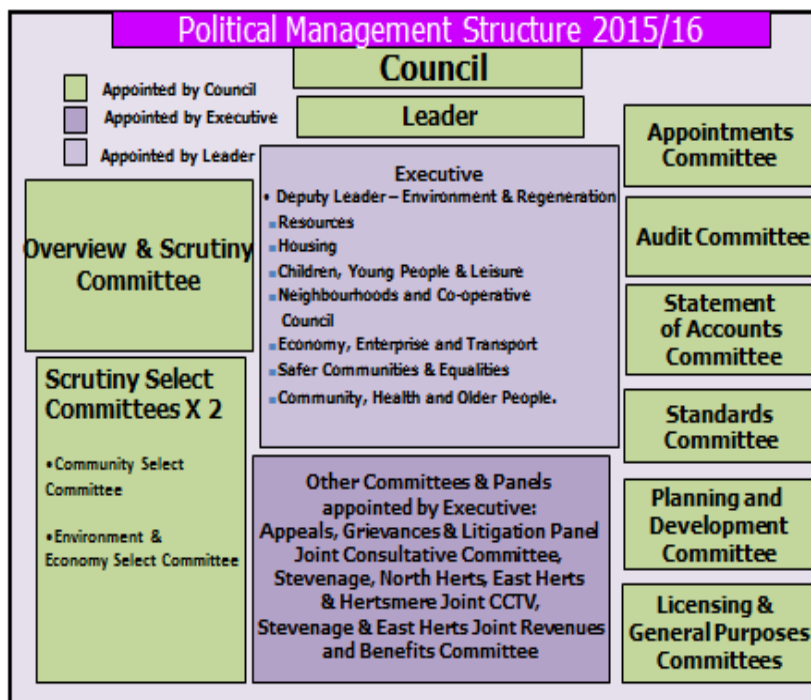 Political Management Structure 2015/16
Council
Leader
Appointed by Council
Appointed by Executive
Appointed by Leader
Overview & Scrutiny
Committee
Scrutiny Select
Committees X 2
•Community Select
Committee
•Environment &
Economy Select Committee
Executive
• Deputy Leader – Environment & Regeneration
Resources
Housing
Children, Young People & Leisure
Neighbourhoods and Co-operative
Council
Economy, Enterprise and Transport
Safer Communities & Equalities
Community, Health and Older People.
Other Committees & Panels
appointed by Executive:
Appeals, Grievances & Litigation Panel
Joint Consultative Committee,
Stevenage, North Herts, East Herts
& Hertsmere Joint CCTV,
Stevenage & East Herts Joint Revenues
and Benefits Committee
Appointments
Committee
Audit Committee
Statement
of Accounts
Committee
Standards
Committee
Planning and
Development
Committee
Licensing &
General Purposes
Committees